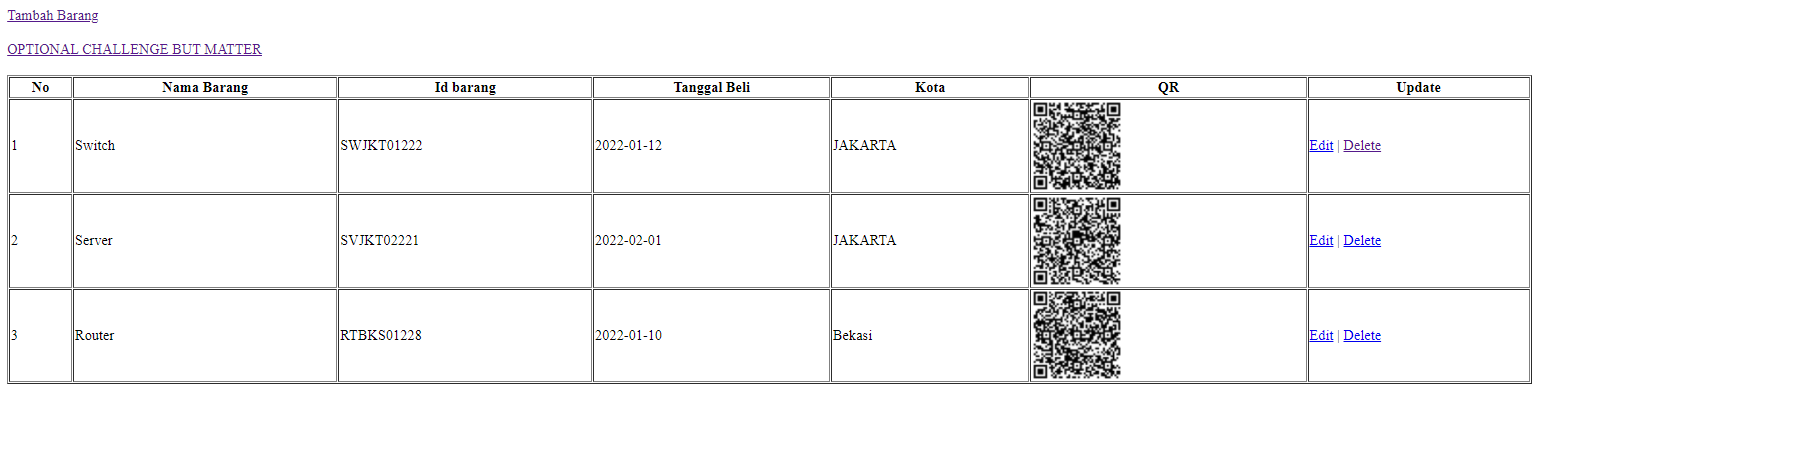 Tambah Barang
OPTIONAL CHALLENGE BUT MATTER
No Nama Barang Id barang Tanggal Beli Kota QR Update
1 Switch SWJKT01222 2022-01-12 JAKARTA Edit | Delete
2 Server SVJKT02221 2022-02-01 JAKARTA Edit | Delete
3 Router RTBKS01228 2022-01-10 Bekasi Edit | Delete